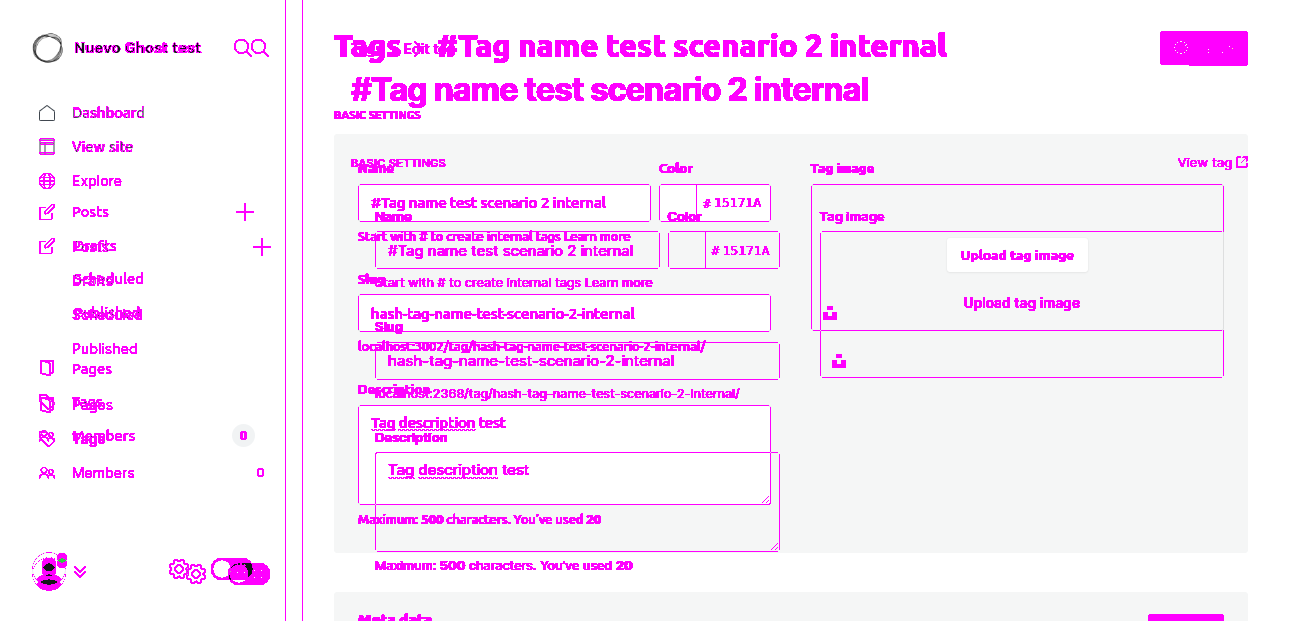 Nuevo Ghost test
Dashboard
View site
Explore
Posts
Drafts
Posts
Scheduled
Drafts
Published
Scheduled
Published
Pages
Tags
Pages
Members
0
Tags
Members
0
Tags
Edit
#Tag name test scenario 2 internal
#Tag name test scenario 2 internal
BASIC SETTINGS
BASIC SETTINGS
View tag
Name
Color
Tag image
#Tag name test scenario 2 internal
# 15171A
Name
Color
Tag image
Start with # to create internal tags Learn more
#Tag name test scenario 2 internal
# 15171A
Upload tag image
Slug
Start with # to create internal tags Learn more
Upload tag image
hash-tag-name-test-scenario-2-internal
Slug
localhost:3002/tag/hash-tag-name-test-scenario-2-internal/
hash-tag-name-test-scenario-2-internal
Description
localhost:2368/tag/hash-tag-name-test-scenario-2-internal/
Tag description test
Description
Tag description test
Maximum: 500 characters. You've used 20
Maximum: 500 characters. You've used 20
Meta data